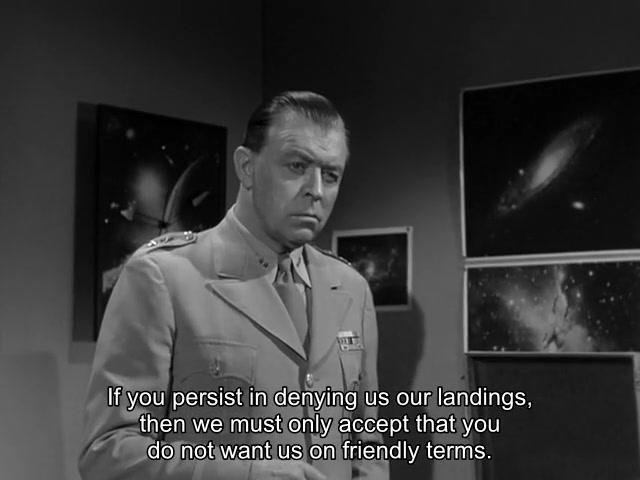 If you persist in denying us our landings,
then we must only accept that you
do not want us on friendly terms.